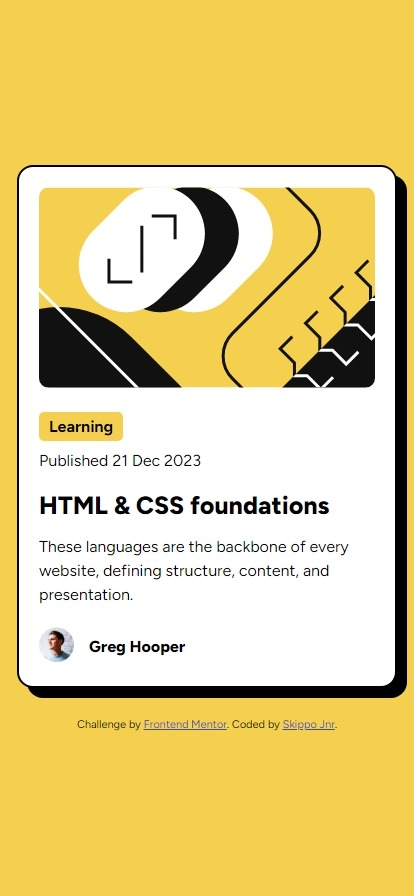 Learning
Published 21 Dec 2023
HTML & CSS foundations
These languages are the backbone of every
website, defining structure, content, and
presentation.
Greg Hooper
Challenge by Frontend Mentor. Coded by Skippo Jnr.